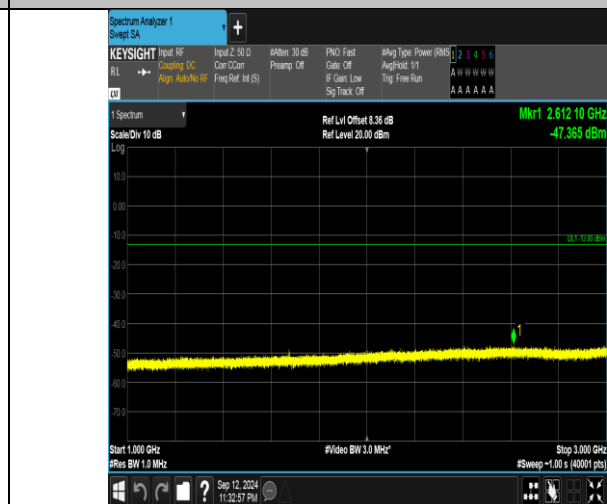 Spectrum Analyzer 1
Swept SA
+
KEYSIGHT
RL
Input: RF
Coupling: DC
Align: Auto/No RF
Input Z: 50 Ω
Corr CCorr
Freq Ref: Int (S)
#Atten: 30 dB
Preamp: Off
PNO: Fast
Gate: Off
IF Gain: Low
Sig Track: Off
#Avg Type: Power (RMS
Avg|Hold: 1/1
Trig: Free Run
1 2 3 4 5 6
A W W W W W
A A A A A A
1 Spectrum
Scale/Div 10 dB
Ref Lvl Offset 8.36 dB
Ref Level 20.00 dBm
Mkr1 2.612 10 GHz
-47.365 dBm
Log
10.0
0.00
-10.0
DL1 -13.00 dBm
-20.0
-30.0
-40.0
1
-50.0
-60.0
-70.0
Start 1.000 GHz
#Res BW 1.0 MHz
#Video BW 3.0 MHz*
Stop 3.000 GHz
#Sweep ~1.00 s (40001 pts)
?
Sep 12, 2024
11:32:57 PM